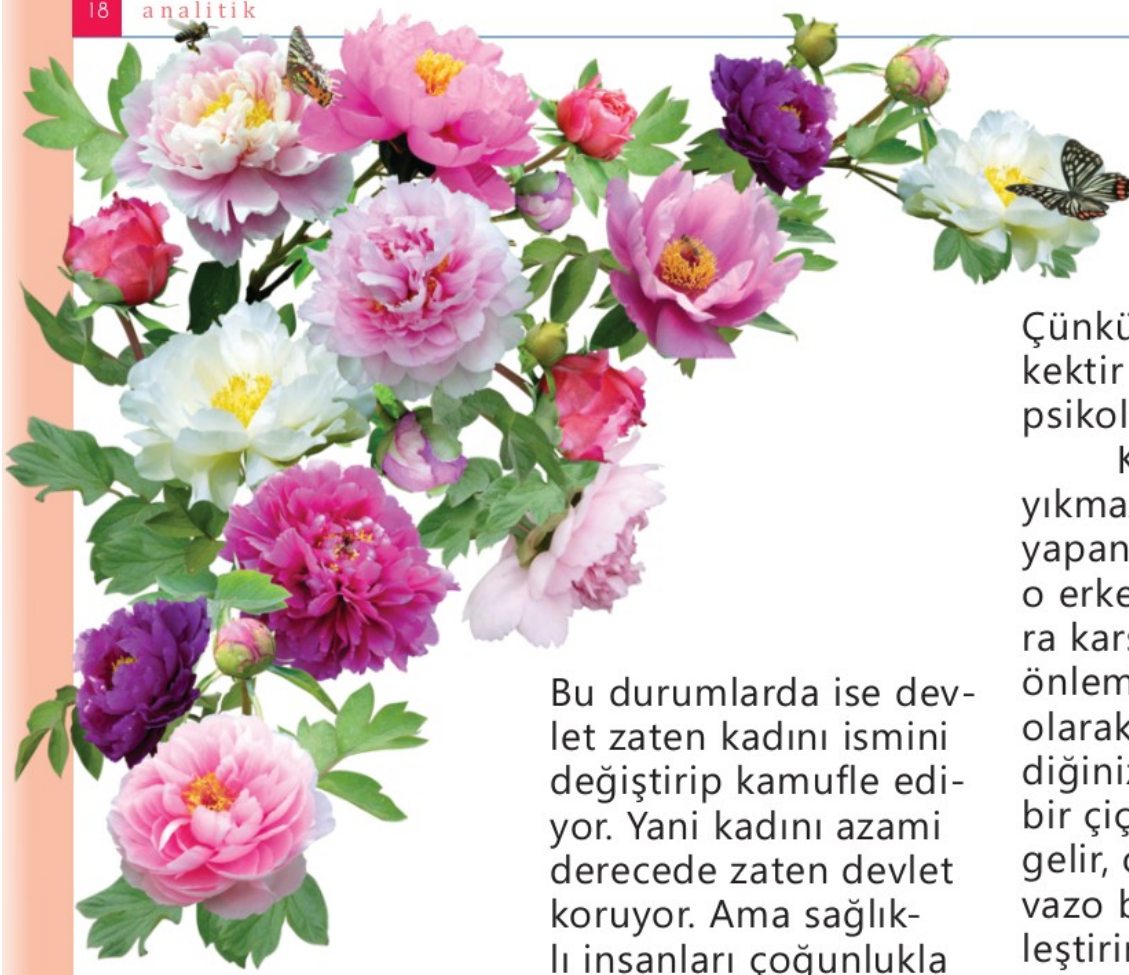 18 analitik
Bu durumlarda ise dev-
let zaten kadını ismini
değiştirip kamufle edi-
yor. Yani kadını azami
derecede zaten devlet
koruyor. Ama sağlık-
lı insanları çoğunlukla
Çünkü
kektir
psikol
K
yıkma
yapan
o erke
ra karş
önlem
olarak
diğiniz
bir çiç
gelir,
vazo b
leştirin